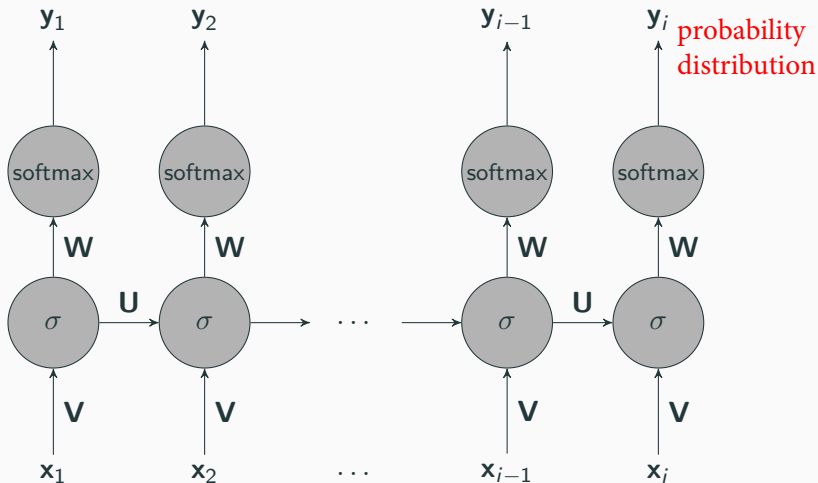 y₁ y₂ yᵢ₋₁ yᵢ probability
distribution
softmax softmax softmax softmax
W W W W
U U
σ σ ... σ σ
V V V V
x₁ x₂ ... xᵢ₋₁ xᵢ